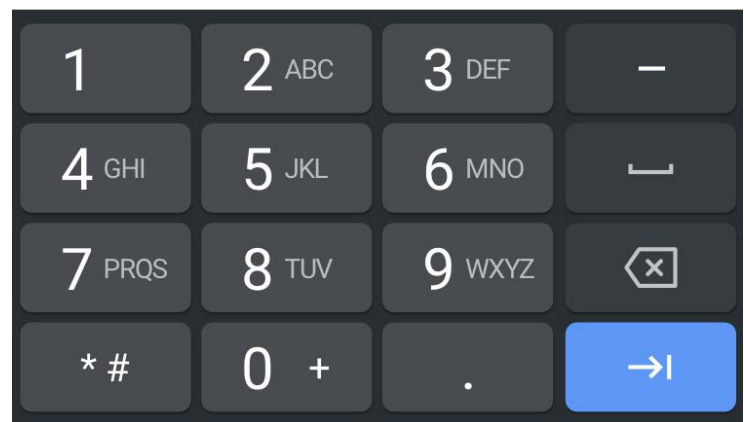 1 2 ABC 3 DEF –
4 GHI 5 JKL 6 MNO
7 PRQS 8 TUV 9 WXYZ
* # 0 + .